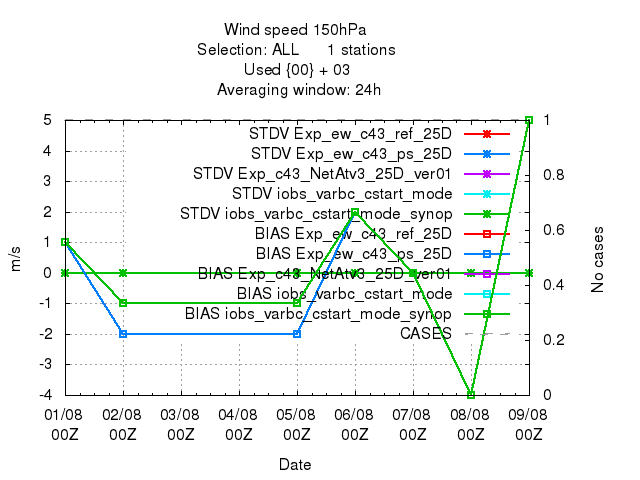 Wind speed 150hPa
Selection: ALL 1 stations
Used {00} + 03
Averaging window: 24h
5
4
3
2
1
0
-1
-2
-3
-4
m/s
STDV Exp_ew_c43_ref_25D
STDV Exp_ew_c43_ps_25D
STDV Exp_c43_NetAtv3_25D_ver01
STDV iobs_varbc_cstart_mode
STDV iobs_varbc_cstart_mode_synop
BIAS Exp_ew_c43_ref_25D
BIAS Exp_ew_c43_ps_25D
BIAS Exp_c43_NetAtv3_25D_ver01
BIAS iobs_varbc_cstart_mode
BIAS iobs_varbc_cstart_mode_synop
CASES
1
0.8
0.6
0.4
0.2
0
No cases
01/08 02/08 03/08 04/08 05/08 06/08 07/08 08/08 09/08
00Z 00Z 00Z 00Z 00Z 00Z 00Z 00Z 00Z
Date